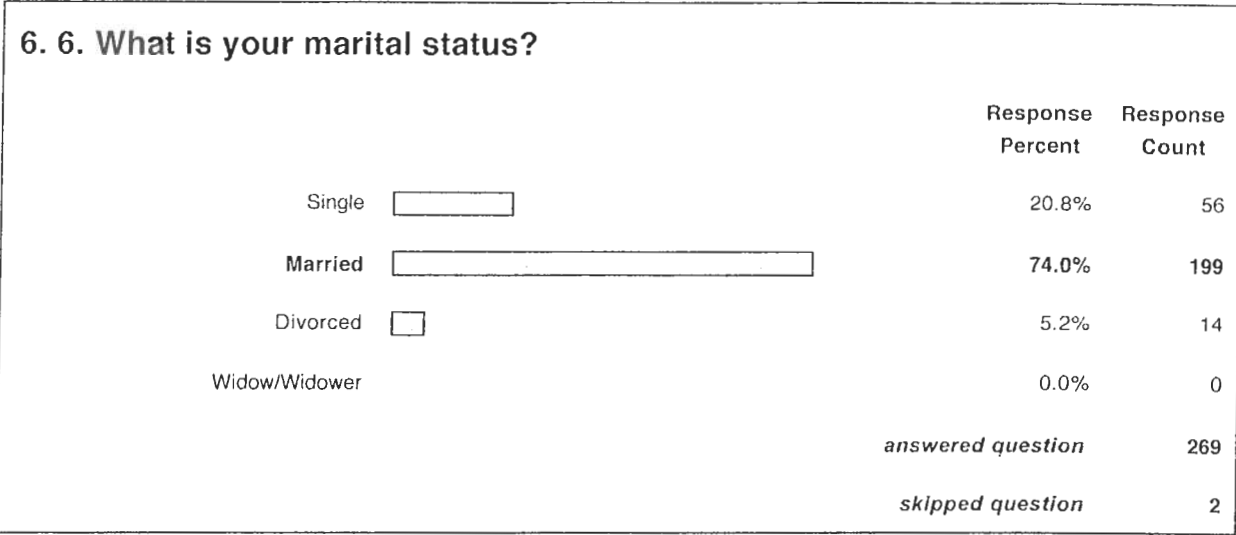 6. 6. What is your marital status?
Response Response
Percent Count
Single 20.8% 56
Married 74.0% 199
Divorced 5.2% 14
Widow/Widower 0.0% 0
answered question 269
skipped question 2